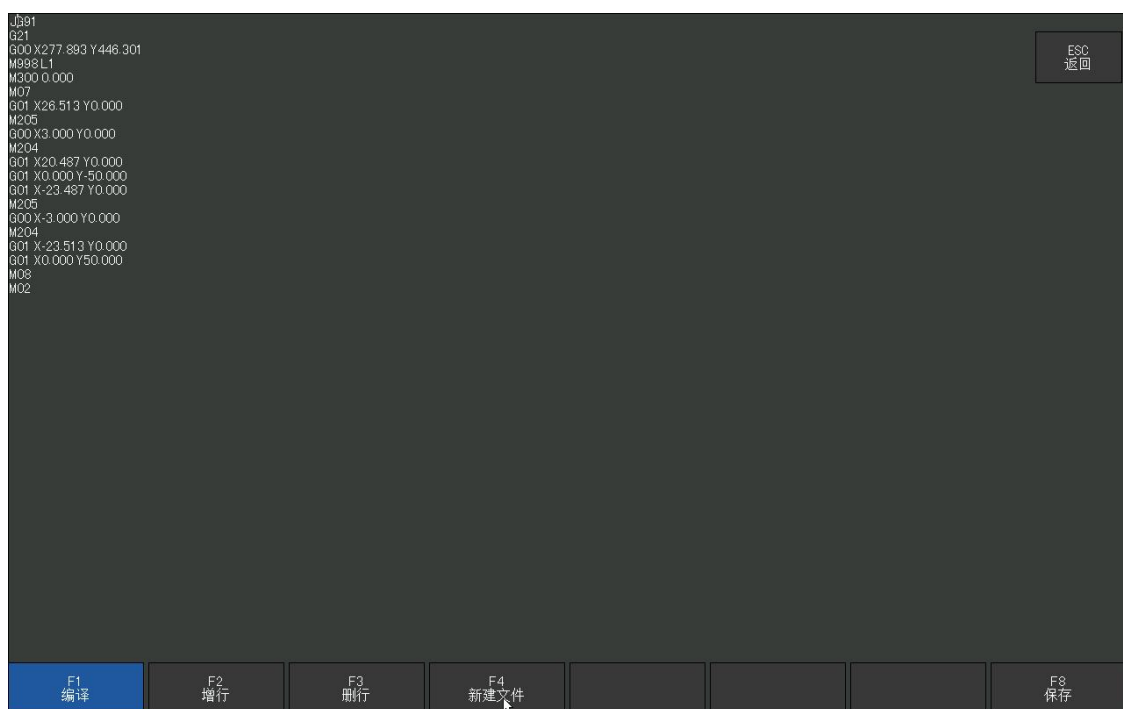 G91
G21
G00 X277.893 Y446.301
M998 L1
M300 0.000
M07
G01 X26.513 Y0.000
M205
G00 X3.000 Y0.000
M204
G01 X20.487 Y0.000
G01 X0.000 Y-50.000
G01 X-23.487 Y0.000
M205
G00 X-3.000 Y0.000
M204
G01 X-23.513 Y0.000
G01 X0.000 Y50.000
M08
M02
ESC
返回
F1
编译
F2
增行
F3
删行
F4
新建文件
F8
保存